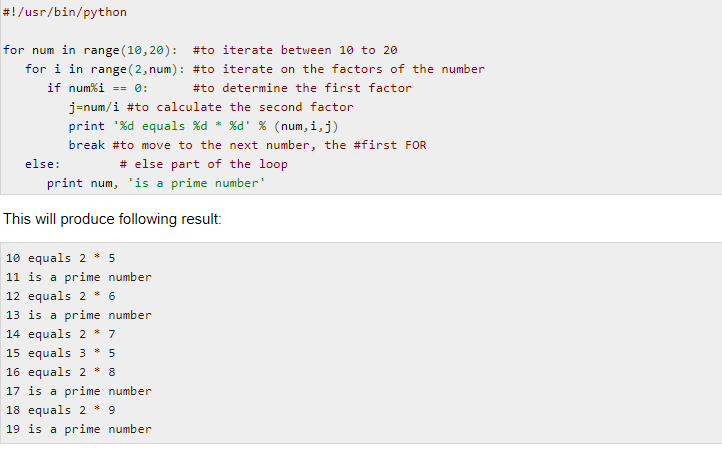 #!/usr/bin/python
for num in range(10,20):  #to iterate between 10 to 20
   for i in range(2,num): #to iterate on the factors of the number
      if num%i == 0:      #to determine the first factor
         j=num/i #to calculate the second factor
         print '%d equals %d * %d' % (num,i,j)
         break #to move to the next number, the #first FOR
   else:        # else part of the loop
      print num, 'is a prime number'
This will produce following result:
10 equals 2 * 5
11 is a prime number
12 equals 2 * 6
13 is a prime number
14 equals 2 * 7
15 equals 3 * 5
16 equals 2 * 8
17 is a prime number
18 equals 2 * 9
19 is a prime number